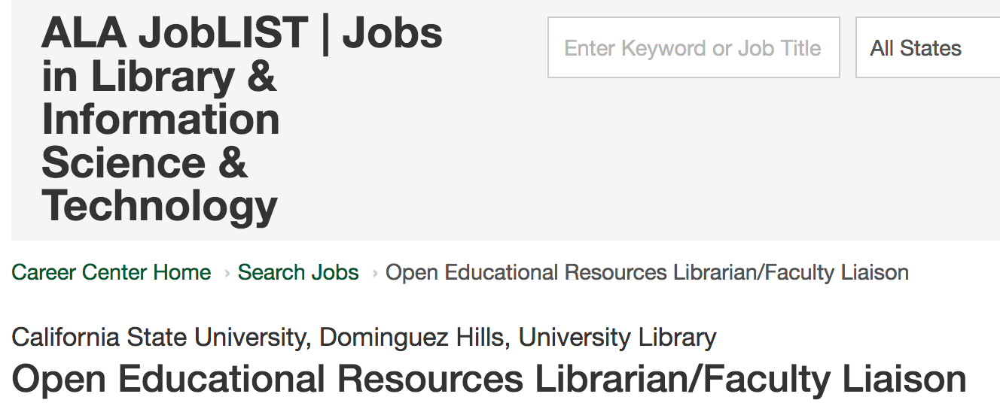 ALA JobLIST | Jobs
in Library &
Information
Science &
Technology
Enter Keyword or Job Title
All States
Career Center Home › Search Jobs › Open Educational Resources Librarian/Faculty Liaison
California State University, Dominguez Hills, University Library
Open Educational Resources Librarian/Faculty Liaison